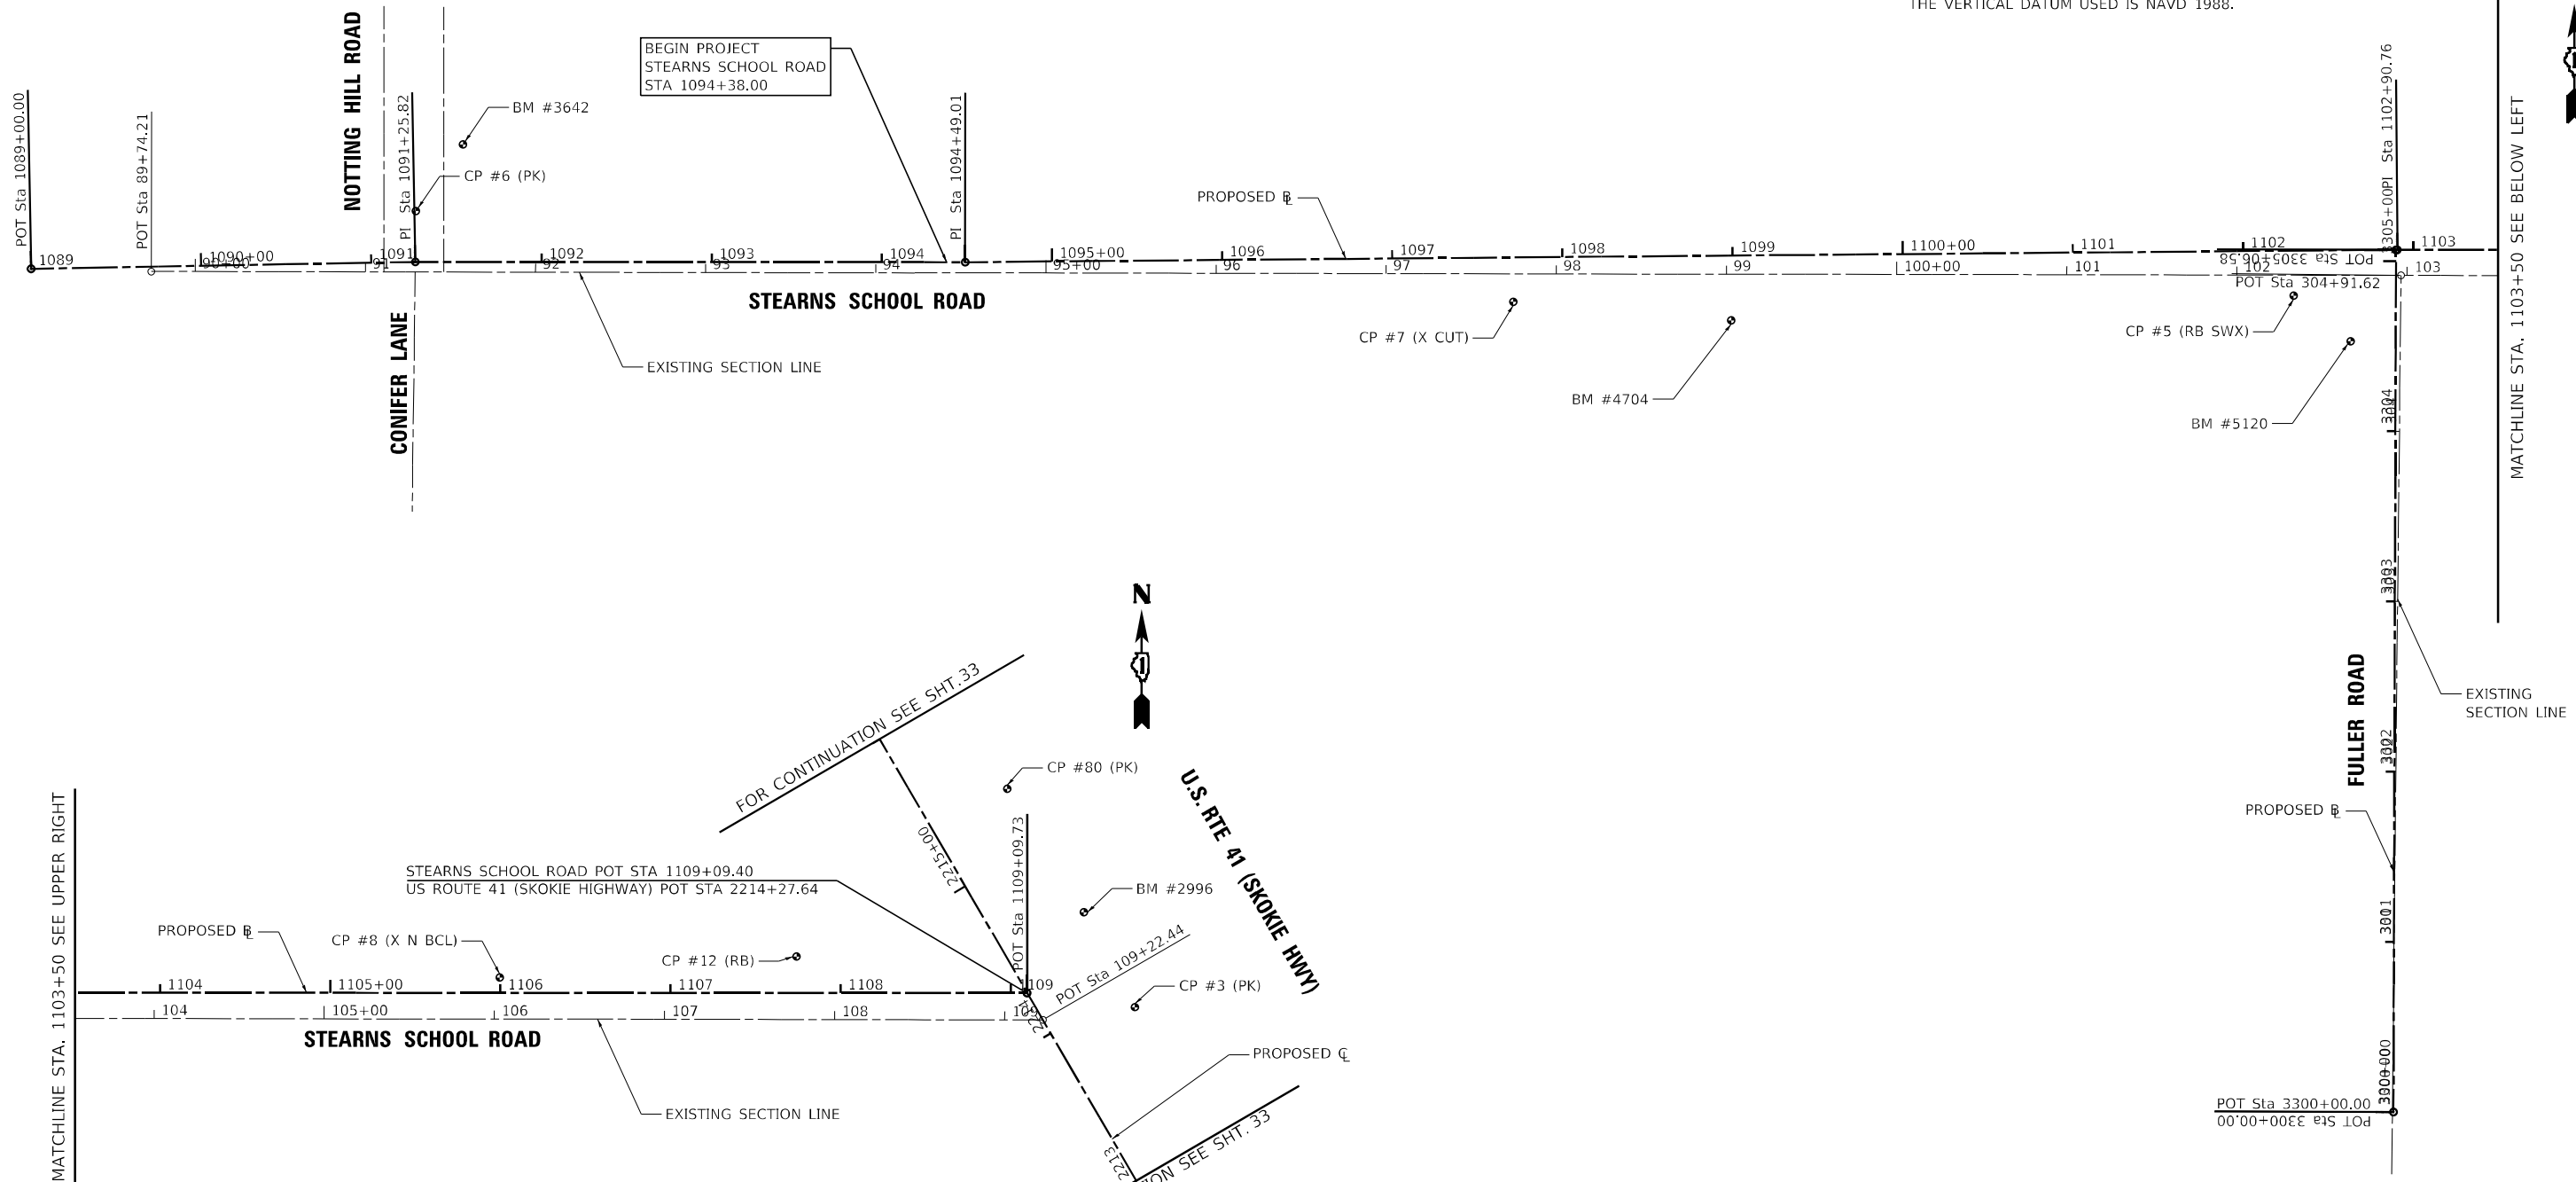 THE VERTICAL DATUM USED IS NAVD 1988.
NOTTING HILL ROAD
BEGIN PROJECT
STEARNS SCHOOL ROAD
STA 1094+38.00
POT Sta 1089+00.00
POT Sta 89+74.21
PI Sta 1091+25.82
BM #3642
CP #6 (PK)
PI Sta 1094+49.01
PROPOSED BL
3305+00PI Sta 1102+90.76
MATCHLINE STA. 1103+50 SEE BELOW LEFT
1089
1090+00
1091
1092
1093
1094
1095+00
1096
1097
1098
1099
1100+00
1101
1102
1103
90+00
91
92
93
94
95+00
96
97
98
99
100+00
101
102
103
POT Sta 3305+06.58
POT Sta 304+91.62
STEARNS SCHOOL ROAD
CONIFER LANE
EXISTING SECTION LINE
CP #7 (X CUT)
BM #4704
CP #5 (RB SWX)
BM #5120
3304
3303
3302
3301
3300+00
FULLER ROAD
EXISTING
SECTION LINE
PROPOSED BL
POT Sta 3300+00.00
POT Sta 3300+00.00
N
FOR CONTINUATION SEE SHT.33
CP #80 (PK)
U.S. RTE 41 (SKOKIE HWY)
2215+00
POT Sta 1109+09.73
STEARNS SCHOOL ROAD POT STA 1109+09.40
US ROUTE 41 (SKOKIE HIGHWAY) POT STA 2214+27.64
BM #2996
POT Sta 109+22.44
CP #3 (PK)
MATCHLINE STA. 1103+50 SEE UPPER RIGHT
PROPOSED BL
CP #8 (X N BCL)
CP #12 (RB)
1104
1105+00
1106
1107
1108
1109
104
105+00
106
107
108
STEARNS SCHOOL ROAD
EXISTING SECTION LINE
PROPOSED CL
2213
SEE SHT. 33